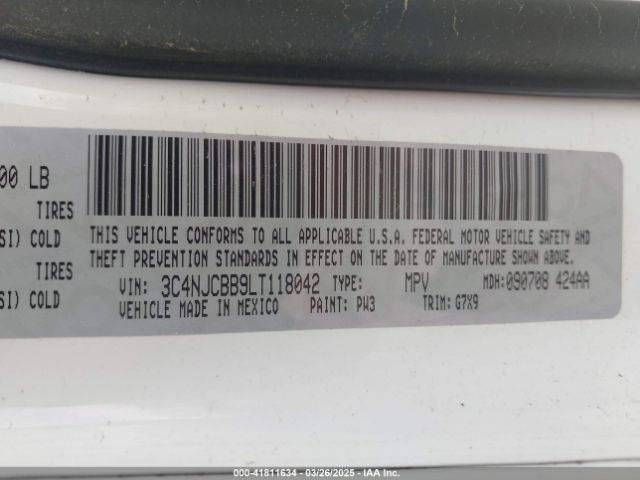 00 LB
TIRES
SI) COLD
TIRES
SI) COLD
THIS VEHICLE CONFORMS TO ALL APPLICABLE U.S.A. FEDERAL MOTOR VEHICLE SAFETY AND
THEFT PREVENTION STANDARDS IN EFFECT ON THE DATE OF MANUFACTURE SHOWN ABOVE.
VIN: 3C4NJCBB9LT118042 TYPE: MPV MDH: 090708 424AA
VEHICLE MADE IN MEXICO PAINT: PW3 TRIM: G7X9
000-41811634 - 03/26/2025 - IAA Inc.